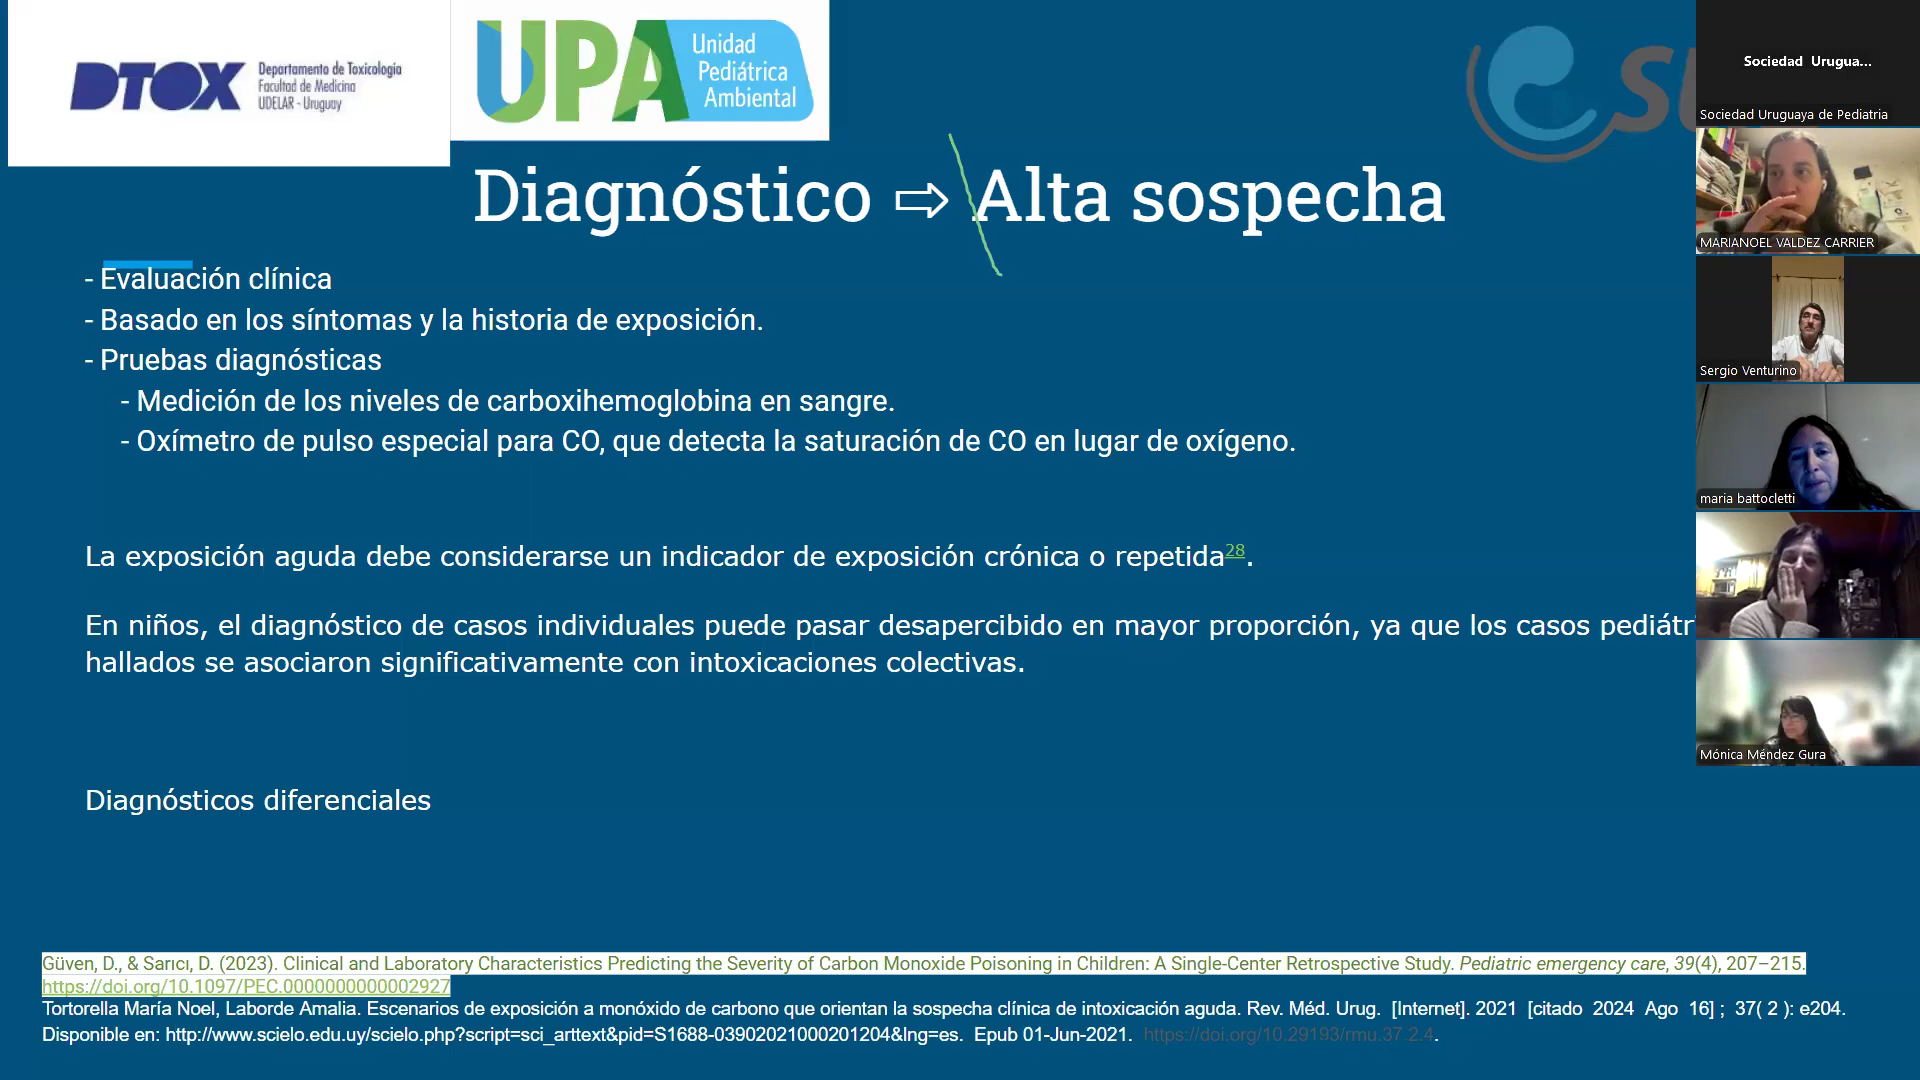 DTOX
Departamento de Toxicología
Facultad de Medicina
UDELAR - Uruguay
UPA
Unidad
Pediátrica
Ambiental
Diagnóstico ⇨ Alta sospecha
- Evaluación clínica
- Basado en los síntomas y la historia de exposición.
- Pruebas diagnósticas
- Medición de los niveles de carboxihemoglobina en sangre.
- Oxímetro de pulso especial para CO, que detecta la saturación de CO en lugar de oxígeno.
La exposición aguda debe considerarse un indicador de exposición crónica o repetida28.
En niños, el diagnóstico de casos individuales puede pasar desapercibido en mayor proporción, ya que los casos pediátr
hallados se asociaron significativamente con intoxicaciones colectivas.
Diagnósticos diferenciales
Güven, D., & Sarıcı, D. (2023). Clinical and Laboratory Characteristics Predicting the Severity of Carbon Monoxide Poisoning in Children: A Single-Center Retrospective Study. Pediatric emergency care, 39(4), 207–215.
https://doi.org/10.1097/PEC.0000000000002927
Tortorella María Noel, Laborde Amalia. Escenarios de exposición a monóxido de carbono que orientan la sospecha clínica de intoxicación aguda. Rev. Méd. Urug. [Internet]. 2021 [citado 2024 Ago 16] ; 37( 2 ): e204.
Disponible en: http://www.scielo.edu.uy/scielo.php?script=sci_arttext&pid=S1688-03902021000201204&lng=es. Epub 01-Jun-2021. https://doi.org/10.29193/rmu.37.2.4.
Sociedad Urugua...
Sociedad Uruguaya de Pediatria
MARIANOEL VALDEZ CARRIER
Sergio Venturino
maria battocletti
Mónica Méndez Gura